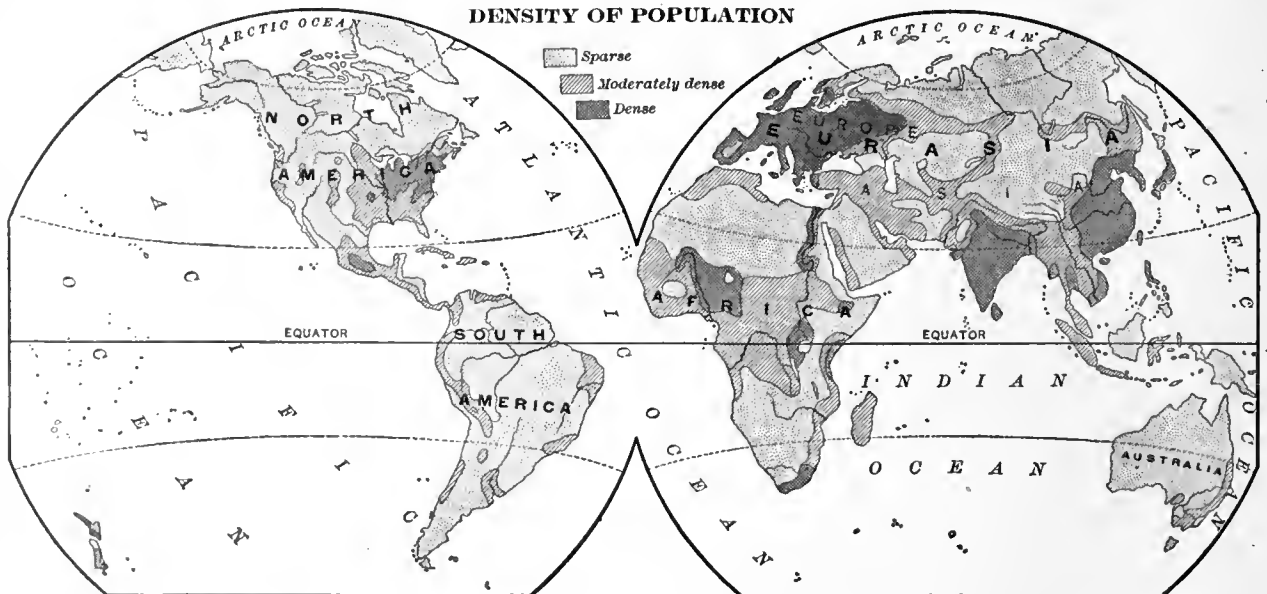 DENSITY OF POPULATION
Sparse
Moderately dense
Dense
ARCTIC OCEAN
ARCTIC OCEAN
NORTH
AMERICA
ATLANTIC
OCEAN
PACIFIC
OCEAN
EQUATOR
SOUTH
AMERICA
EUROPE
EURASIA
ASIA
AFRICA
EQUATOR
INDIAN
OCEAN
AUSTRALIA
PACIFIC
OCEAN